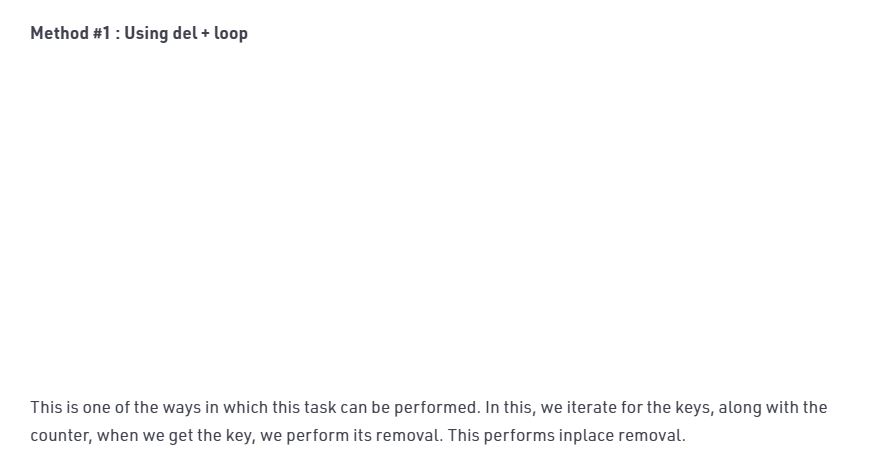 Method #1 : Using del + loop
This is one of the ways in which this task can be performed. In this, we iterate for the keys, along with the
counter, when we get the key, we perform its removal. This performs inplace removal.